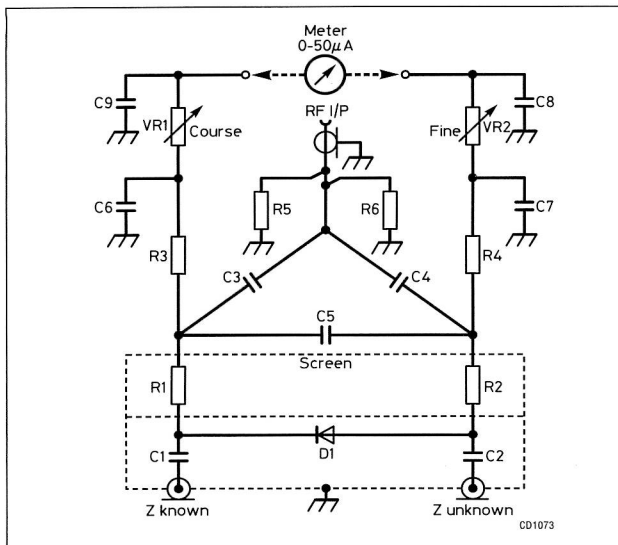 Meter
0-50μA
C9
C8
RF I/P
VR1
Course
Fine
VR2
C6
C7
R5
R6
R3
R4
C3
C4
C5
Screen
R1
R2
D1
C1
C2
Z known
Z unknown
CD1073